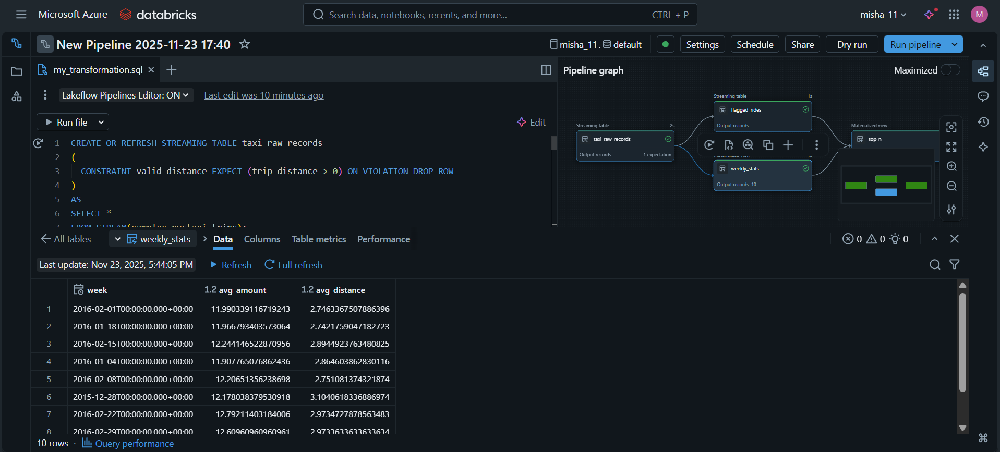 Microsoft Azure databricks
Search data, notebooks, recents, and more... CTRL + P
misha_11
M
New Pipeline 2025-11-23 17:40
misha_11. default
Settings Schedule Share Dry run Run pipeline
my_transformation.sql
Lakeflow Pipelines Editor: ON Last edit was 10 minutes ago
Run file
Edit
1 CREATE OR REFRESH STREAMING TABLE taxi_raw_records
2 (
3 CONSTRAINT valid_distance EXPECT (trip_distance > 0) ON VIOLATION DROP ROW
4 )
5 AS
6 SELECT *
7 FROM STREAM(samples.nyctaxi.trips);
Pipeline graph
Maximized
Streaming table 2s
taxi_raw_records
Output records: - 1 expectation
Streaming table 1s
flagged_rides
Output records: -
weekly_stats
Output records: 10
Materialized view
top_n
All tables weekly_stats Data Columns Table metrics Performance
0 0 0
Last update: Nov 23, 2025, 5:44:05 PM Refresh Full refresh
week 1.2 avg_amount 1.2 avg_distance
1 2016-02-01T00:00:00.000+00:00 11.990339116719243 2.7463367507886396
2 2016-01-18T00:00:00.000+00:00 11.966793403573064 2.7421759047182723
3 2016-02-15T00:00:00.000+00:00 12.244146522870956 2.8944923763480825
4 2016-01-04T00:00:00.000+00:00 11.907765076862436 2.864603862830116
5 2016-02-08T00:00:00.000+00:00 12.20651356238698 2.751081374321874
6 2015-12-28T00:00:00.000+00:00 12.178038379530918 3.1040618336886974
7 2016-02-22T00:00:00.000+00:00 12.79211403184006 2.9734727878563483
8 2016-02-29T00:00:00.000+00:00 12.60960960960961 2.9733633633633634
10 rows · Query performance